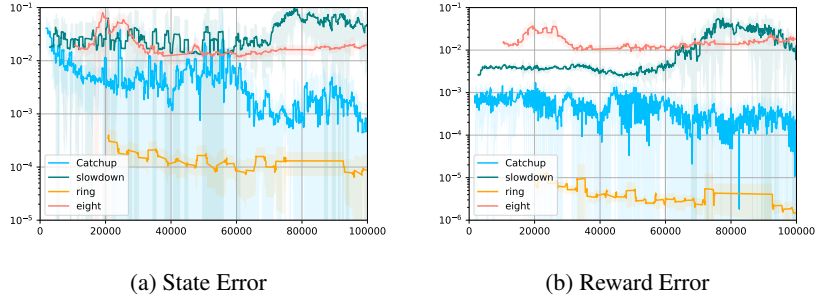 10⁻¹
10⁻²
10⁻³
10⁻⁴
10⁻⁵
Catchup
slowdown
ring
eight
0 20000 40000 60000 80000 100000
(a) State Error
10⁻¹
10⁻²
10⁻³
10⁻⁴
10⁻⁵
10⁻⁶
Catchup
slowdown
ring
eight
0 20000 40000 60000 80000 100000
(b) Reward Error